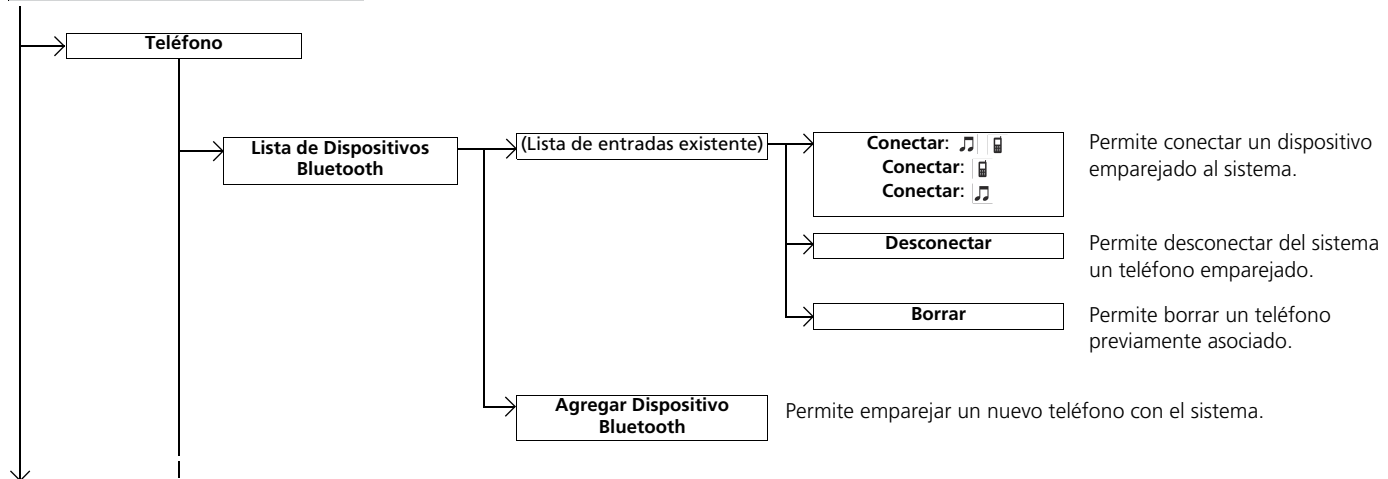 Teléfono
Lista de Dispositivos
Bluetooth
(Lista de entradas existente)
Conectar:
Conectar:
Conectar:
Permite conectar un dispositivo
emparejado al sistema.
Desconectar
Permite desconectar del sistema
un teléfono emparejado.
Borrar
Permite borrar un teléfono
previamente asociado.
Agregar Dispositivo
Bluetooth
Permite emparejar un nuevo teléfono con el sistema.